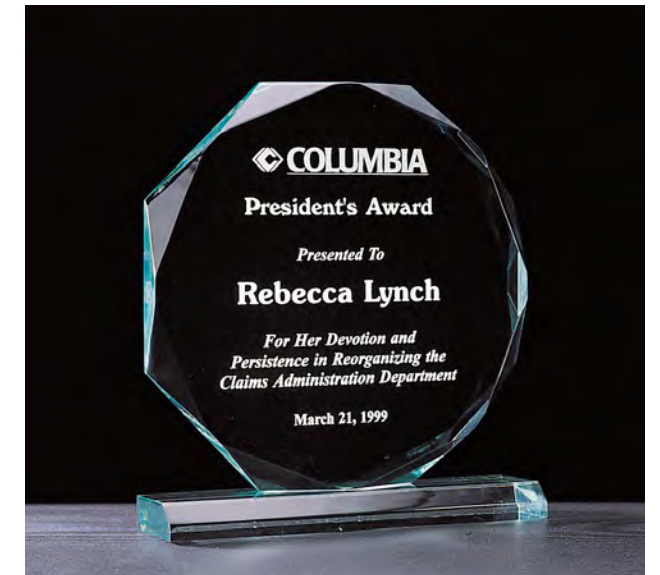 COLUMBIA
President's Award
Presented To
Rebecca Lynch
For Her Devotion and
Persistence in Reorganizing the
Claims Administration Department
March 21, 1999